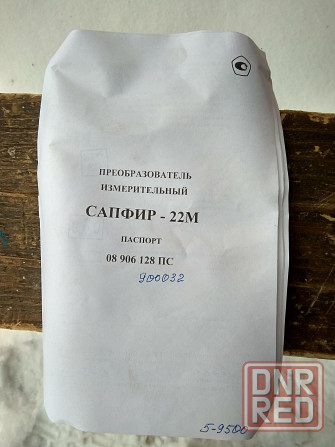 ПРЕОБРАЗОВАТЕЛЬ
ИЗМЕРИТЕЛЬНЫЙ
САПФИР - 22М
ПАСПОРТ
08 906 128 ПС
900032
5-9500
DNR
RED